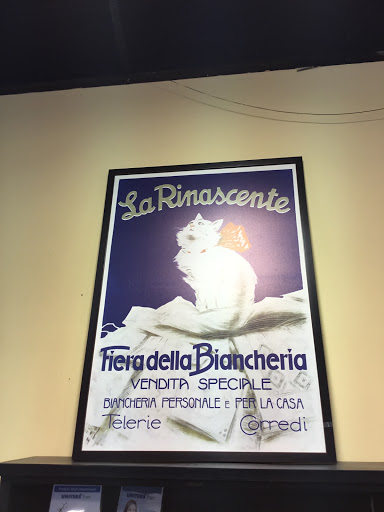 La Rinascente
Fiera della Biancheria
VENDITA SPECIALE
BIANCHERIA PERSONALE E PER LA CASA
Telerie Corredi